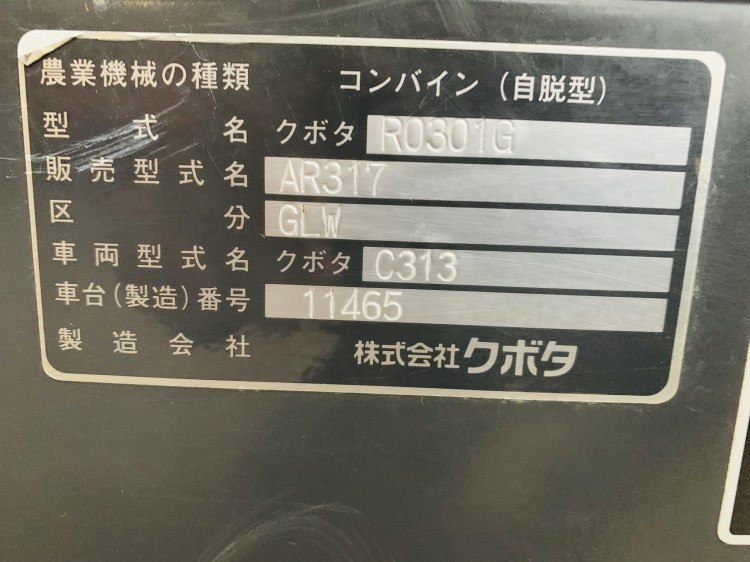 農業機械の種類 コンバイン (自脱型)
型式名 クボタ RO301G
販売型式名 AR317
区分 GLW
車両型式名 クボタ C313
車台(製造)番号 11465
製造会社 株式会社クボタ